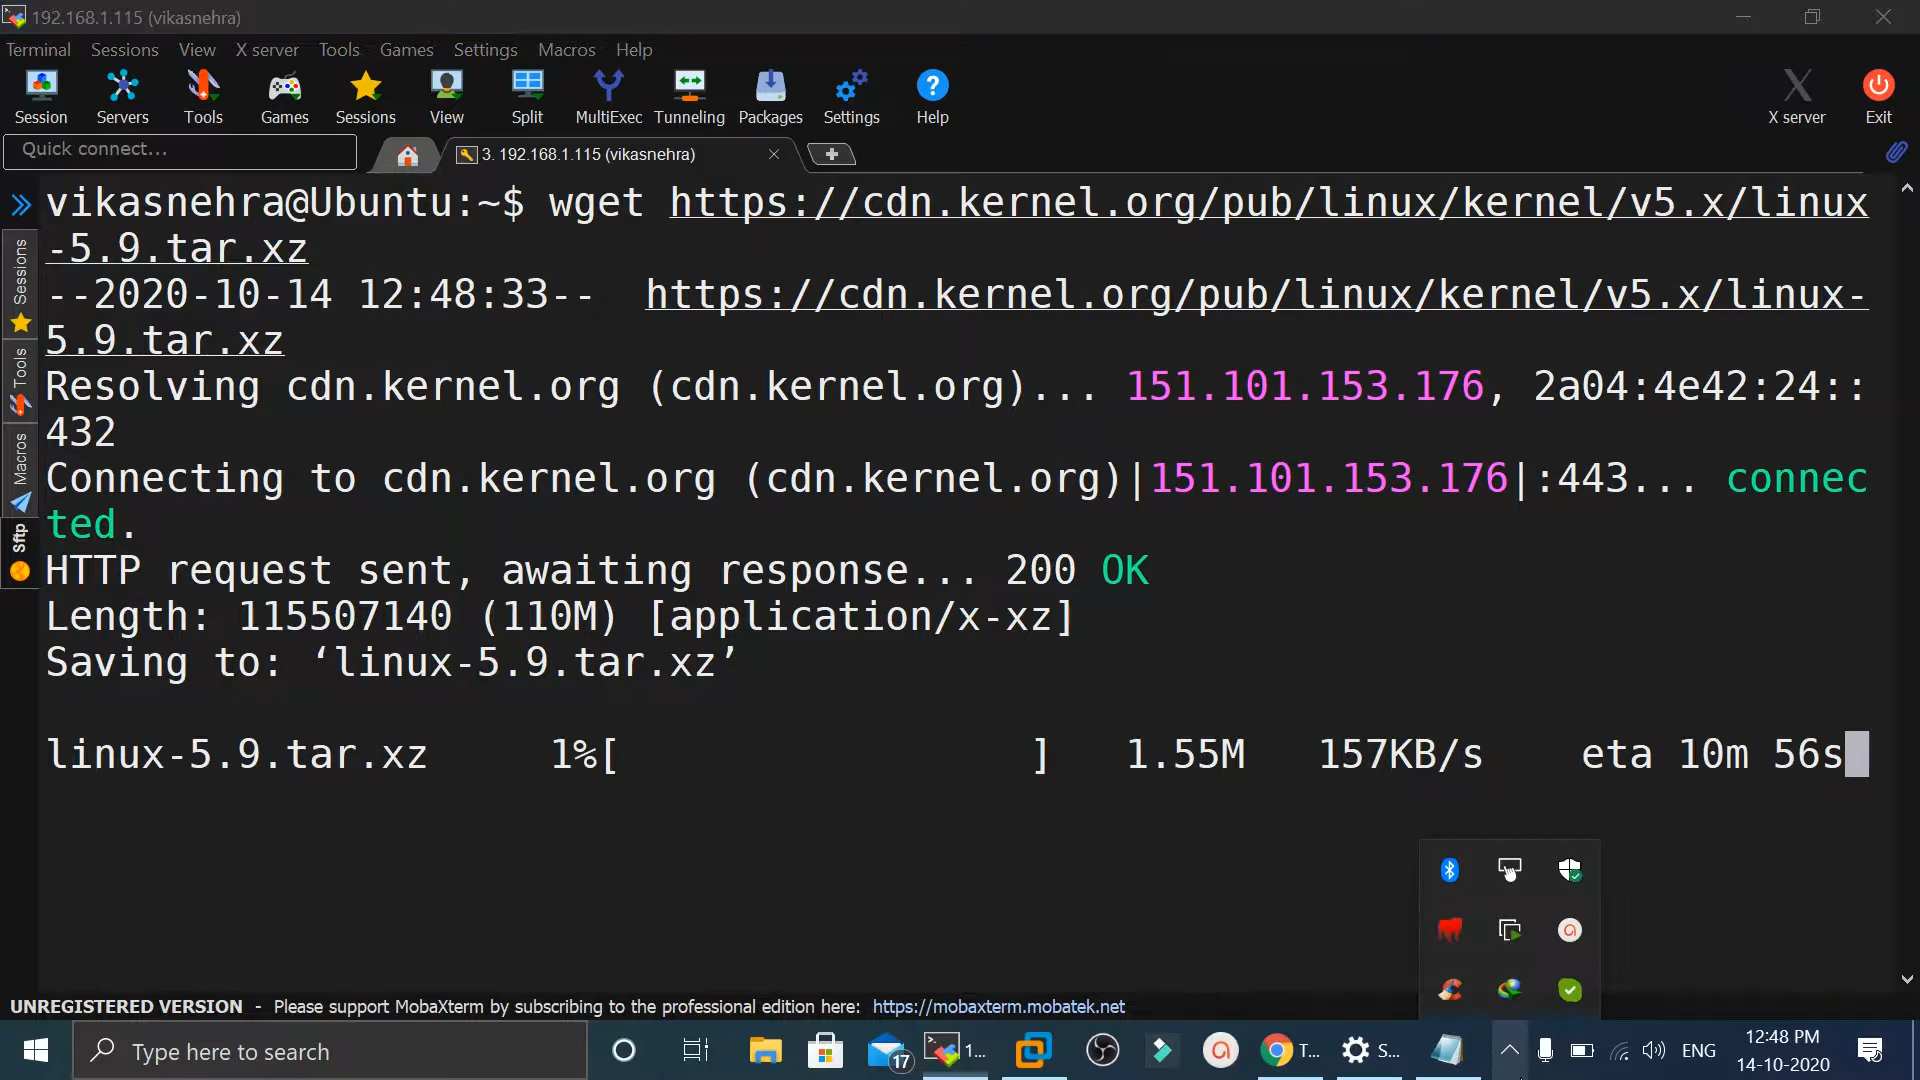 192.168.1.115 (vikasnehra)
Terminal Sessions View X server Tools Games Settings Macros Help
Session Servers Tools Games Sessions View Split MultiExec Tunneling Packages Settings Help X server Exit
Quick connect... 3. 192.168.1.115 (vikasnehra)
vikasnehra@Ubuntu:~$ wget https://cdn.kernel.org/pub/linux/kernel/v5.x/linux
-5.9.tar.xz
--2020-10-14 12:48:33-- https://cdn.kernel.org/pub/linux/kernel/v5.x/linux-
5.9.tar.xz
Resolving cdn.kernel.org (cdn.kernel.org)... 151.101.153.176, 2a04:4e42:24::
432
Connecting to cdn.kernel.org (cdn.kernel.org)|151.101.153.176|:443... connec
ted.
HTTP request sent, awaiting response... 200 OK
Length: 115507140 (110M) [application/x-xz]
Saving to: ‘linux-5.9.tar.xz’
linux-5.9.tar.xz 1%[ ] 1.55M 157KB/s eta 10m 56s
Sessions
Tools
Macros
Sftp
UNREGISTERED VERSION - Please support MobaXterm by subscribing to the professional edition here: https://mobaxterm.mobatek.net
Type here to search 17 1... T... S... ENG 12:48 PM
14-10-2020